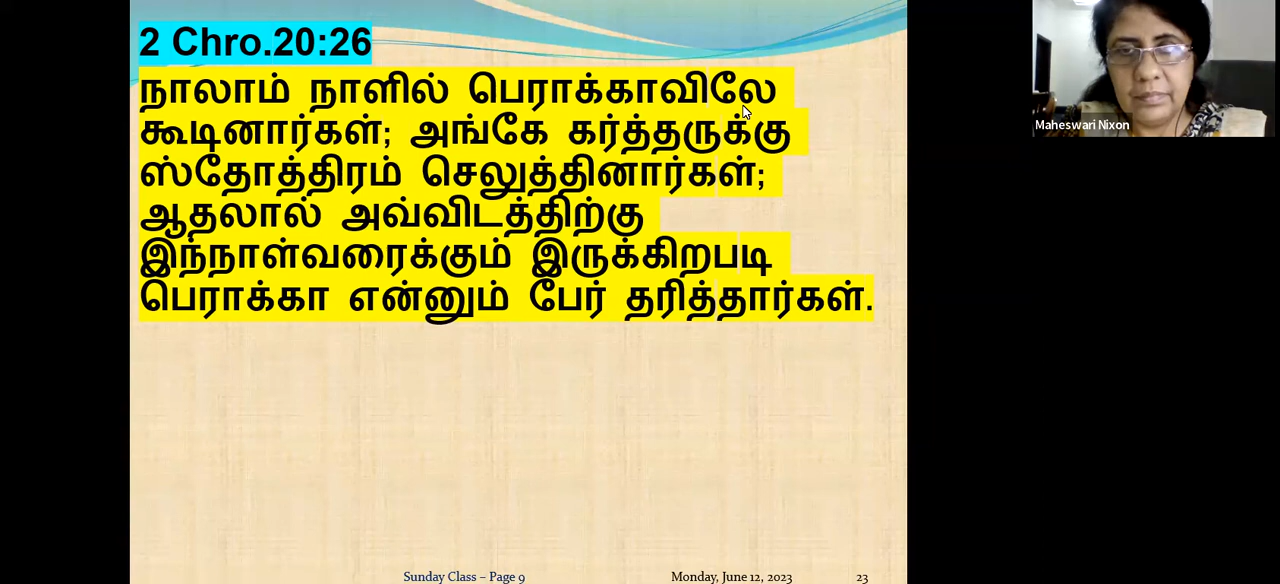 2 Chro.20:26
நாலாம் நாளில் பெராக்காவிலே
கூடினார்கள்; அங்கே கர்த்தருக்கு
ஸ்தோத்திரம் செலுத்தினார்கள்;
ஆதலால் அவ்விடத்திற்கு
இந்நாள்வரைக்கும் இருக்கிறபடி
பெராக்கா என்னும் பேர் தரித்தார்கள்.
Maheswari Nixon
Sunday Class – Page 9 Monday, June 12, 2023 23